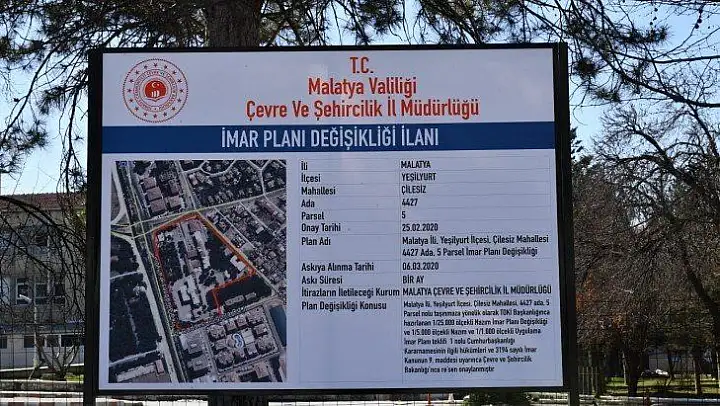 T.C.
Malatya Valiliği
Çevre Ve Şehircilik İl Müdürlüğü
İMAR PLANI DEĞİŞİKLİĞİ İLANI
İli MALATYA
İlçesi YEŞİLYURT
Mahallesi ÇİLESİZ
Ada 4427
Parsel 5
Onay Tarihi 25.02.2020
Plan Adı Malatya İli, Yeşilyurt İlçesi, Çilesiz Mahallesi
4427 Ada, 5 Parsel İmar Planı Değişikliği
Askıya Alınma Tarihi 06.03.2020
Askı Süresi BİR AY
İtirazların İletileceği Kurum MALATYA ÇEVRE VE ŞEHİRCİLİK İL MÜDÜRLÜĞÜ
Plan Değişikliği Konusu Malatya İli, Yeşilyurt İlçesi, Çilesiz Mahallesi, 4427 ada, 5
Parsel nolu taşınmaza yönelik olarak TOKİ Başkanlığınca
hazırlanan 1/25.000 ölçekli Nazım İmar Planı Değişikliği
ve 1/5.000 ölçekli Nazım ve 1/1.000 ölçekli Uygulama
İmar Planı teklifi 1 nolu Cumhurbaşkanlığı
Kararnamesinin ilgili hükümleri ve 3194 sayılı İmar
Kanunun 9. maddesi uyarınca Çevre ve Şehircilik
Bakanlığı'nca re'sen onaylanmıştır